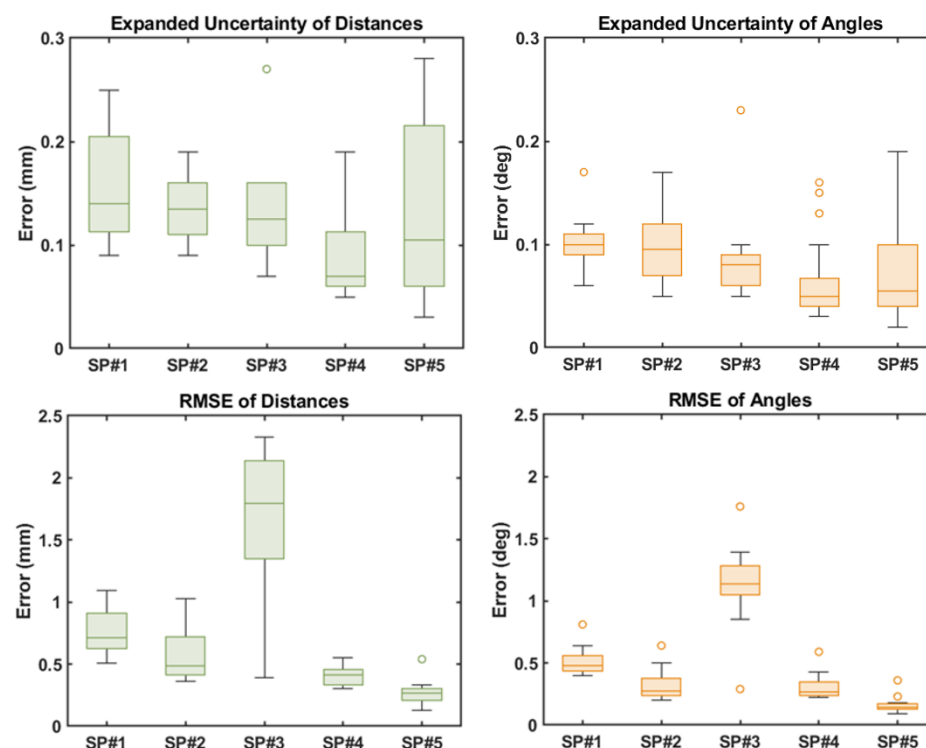 Expanded Uncertainty of Distances
0.3
0.2
0.1
0
Error (mm)
SP#1 SP#2 SP#3 SP#4 SP#5
Expanded Uncertainty of Angles
0.3
0.2
0.1
0
Error (deg)
SP#1 SP#2 SP#3 SP#4 SP#5
RMSE of Distances
2.5
2
1.5
1
0.5
0
Error (mm)
SP#1 SP#2 SP#3 SP#4 SP#5
RMSE of Angles
2.5
2
1.5
1
0.5
0
Error (deg)
SP#1 SP#2 SP#3 SP#4 SP#5